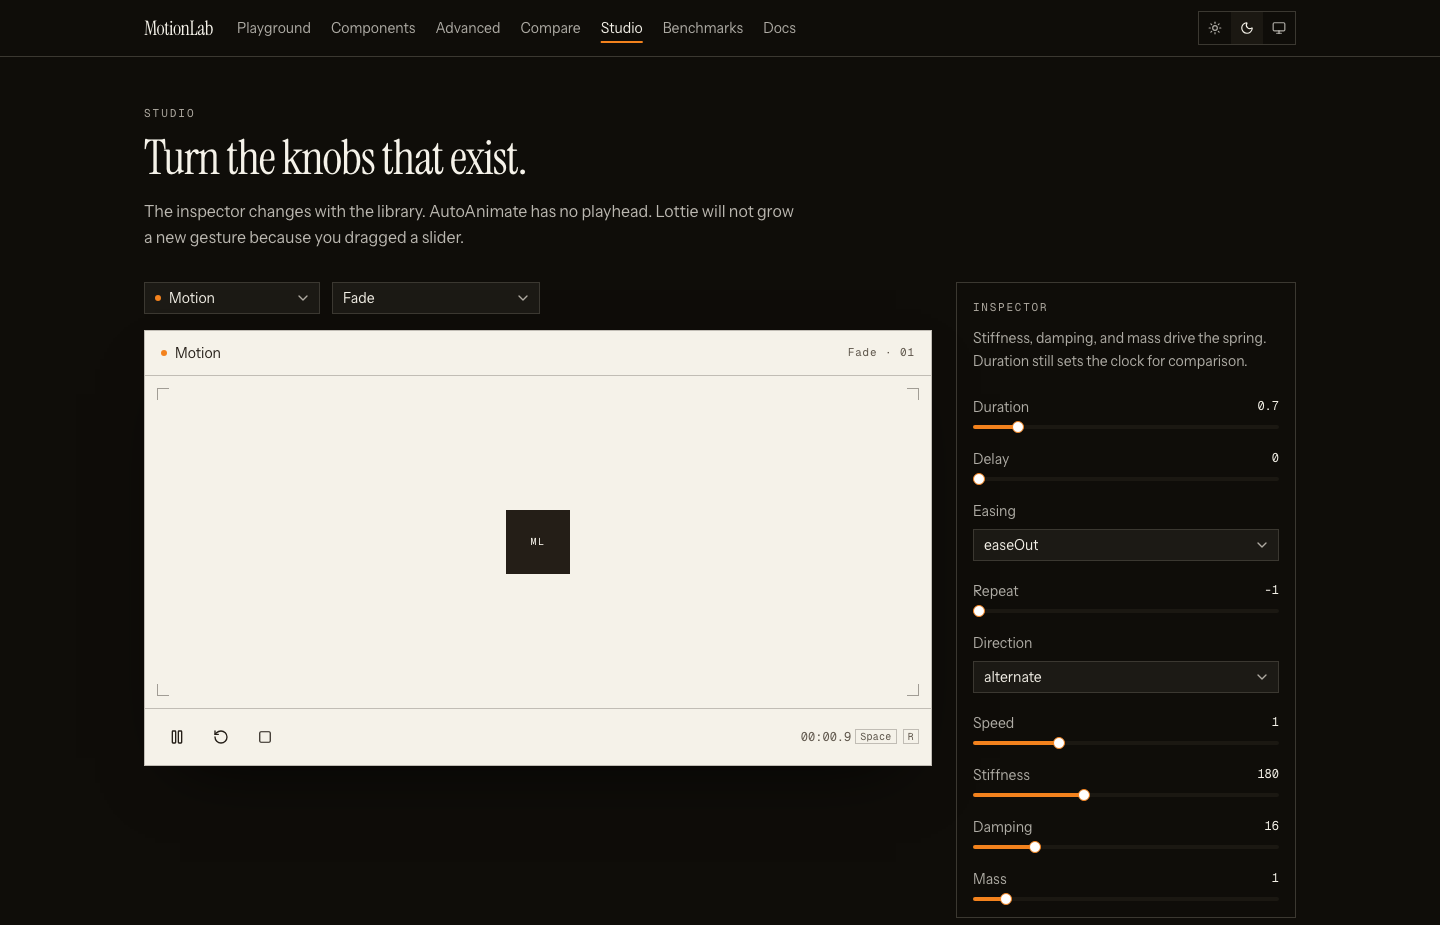 MotionLab Playground Components Advanced Compare Studio Benchmarks Docs
STUDIO
Turn the knobs that exist.
The inspector changes with the library. AutoAnimate has no playhead. Lottie will not grow
a new gesture because you dragged a slider.
Motion Fade
Motion Fade · 01
ML
00:00.9 Space R
INSPECTOR
Stiffness, damping, and mass drive the spring.
Duration still sets the clock for comparison.
Duration 0.7
Delay 0
Easing
easeOut
Repeat -1
Direction
alternate
Speed 1
Stiffness 180
Damping 16
Mass 1